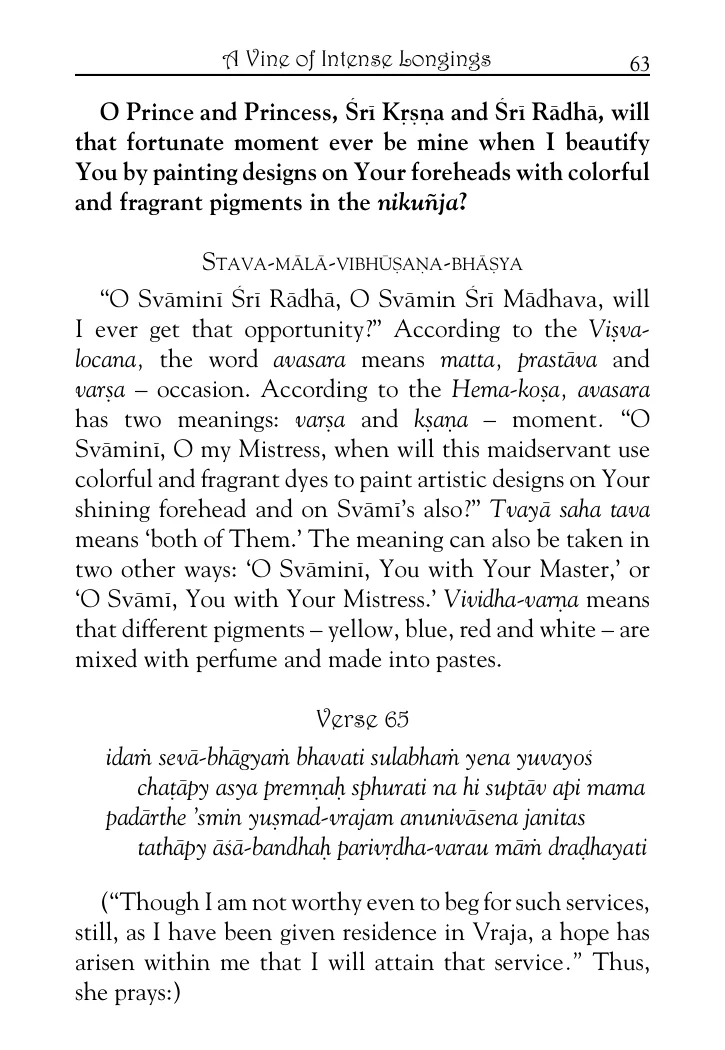 A Vine of Intense Longings 63
O Prince and Princess, Śrī Kṛṣṇa and Śrī Rādhā, will
that fortunate moment ever be mine when I beautify
You by painting designs on Your foreheads with colorful
and fragrant pigments in the nikuñja?
Stava-mālā-vibhūṣaṇa-bhāṣya
“O Svāminī Śrī Rādhā, O Svāmin Śrī Mādhava, will
I ever get that opportunity?” According to the Viṣva-
locana, the word avasara means matta, prastāva and
varṣa – occasion. According to the Hema-koṣa, avasara
has two meanings: varṣa and kṣaṇa – moment. “O
Svāminī, O my Mistress, when will this maidservant use
colorful and fragrant dyes to paint artistic designs on Your
shining forehead and on Svāmī’s also?” Tvayā saha tava
means ‘both of Them.’ The meaning can also be taken in
two other ways: ‘O Svāminī, You with Your Master,’ or
‘O Svāmī, You with Your Mistress.’ Vividha-varṇa means
that different pigments – yellow, blue, red and white – are
mixed with perfume and made into pastes.
Verse 65
idaṁ sevā-bhāgyaṁ bhavati sulabhaṁ yena yuvayoś
chaṭāpy asya premṇaḥ sphurati na hi suptāv api mama
padārthe ’smin yuṣmad-vrajam anunivāsena janitas
tathāpy āśā-bandhaḥ parivṛdha-varau māṁ draḍhayati
(“Though I am not worthy even to beg for such services,
still, as I have been given residence in Vraja, a hope has
arisen within me that I will attain that service.” Thus,
she prays:)